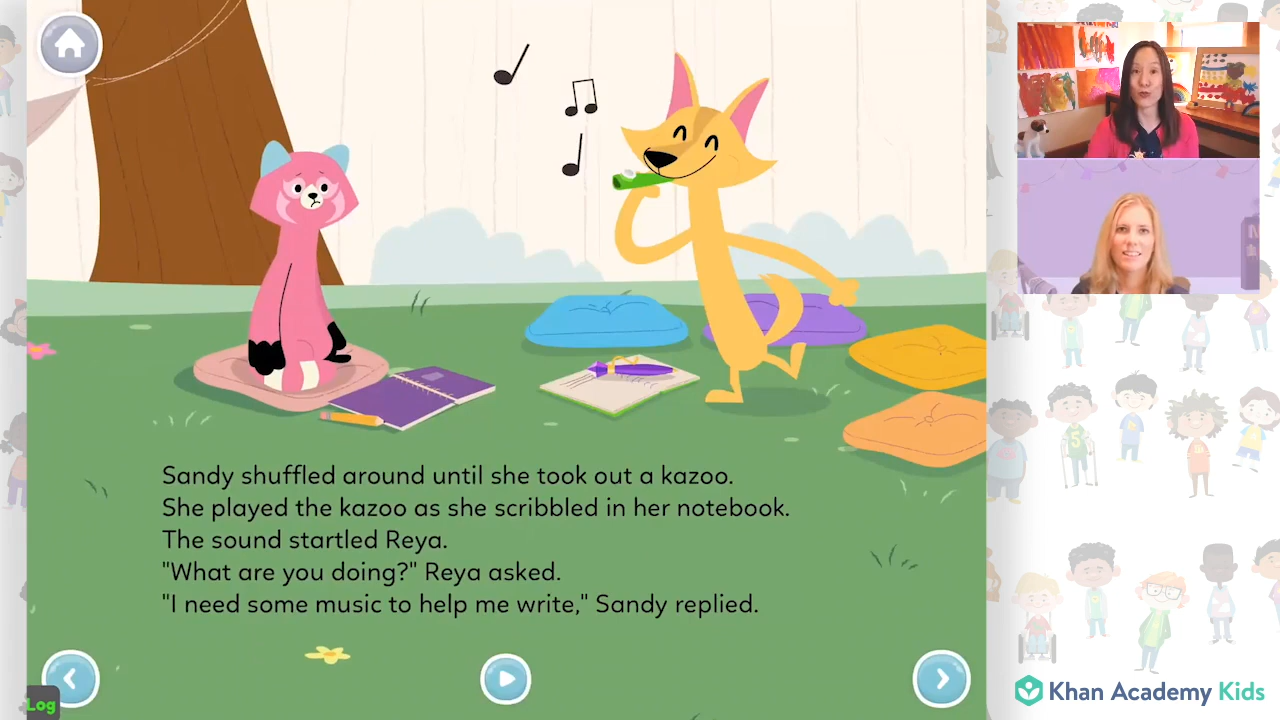 Sandy shuffled around until she took out a kazoo.
She played the kazoo as she scribbled in her notebook.
The sound startled Reya.
"What are you doing?" Reya asked.
"I need some music to help me write," Sandy replied.
Log
Khan Academy Kids